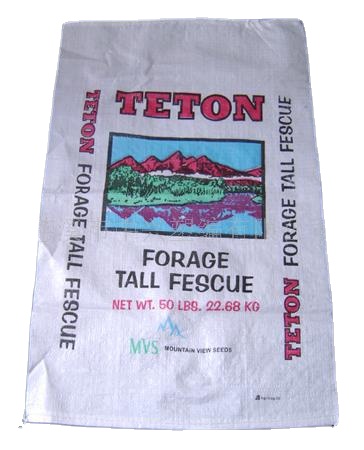 TETON
TETON FORAGE TALL FESCUE
TETON FORAGE TALL FESCUE
FORAGE
TALL FESCUE
NET WT. 50 LBS. 22.68 KG
MVS MOUNTAIN VIEW SEEDS